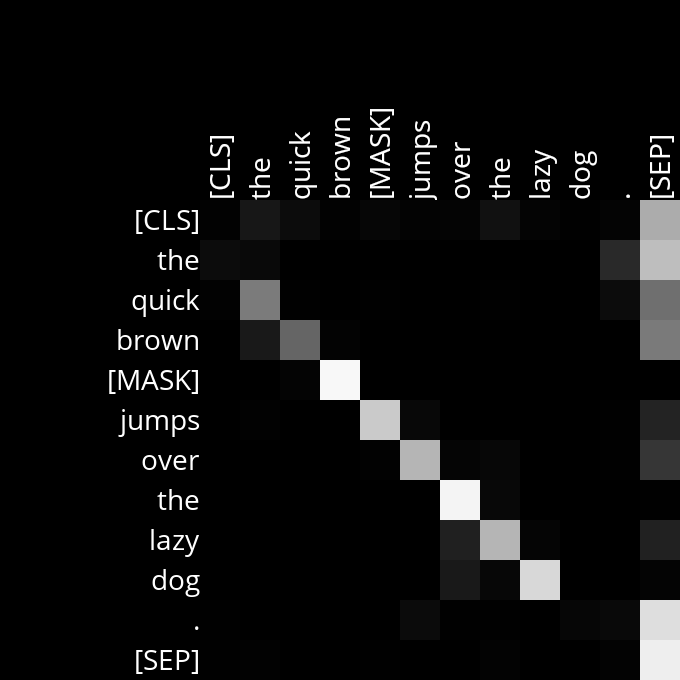 [CLS] the quick brown [MASK] jumps over the lazy dog . [SEP]
[CLS]
the
quick
brown
[MASK]
jumps
over
the
lazy
dog
.
[SEP]